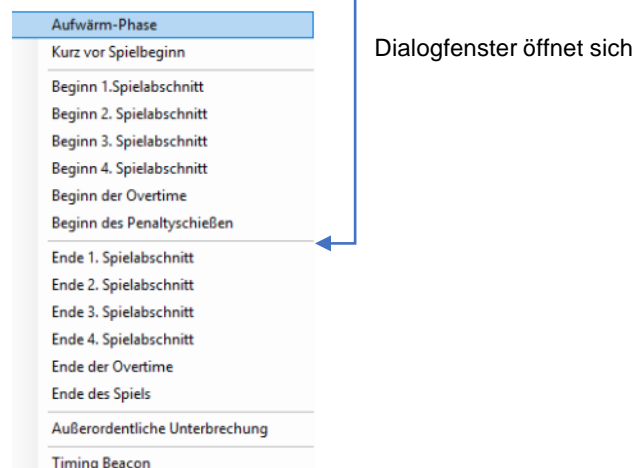 Aufwärm-Phase
Kurz vor Spielbeginn
Dialogfenster öffnet sich
Beginn 1.Spielabschnitt
Beginn 2. Spielabschnitt
Beginn 3. Spielabschnitt
Beginn 4. Spielabschnitt
Beginn der Overtime
Beginn des Penaltyschießen
Ende 1. Spielabschnitt
Ende 2. Spielabschnitt
Ende 3. Spielabschnitt
Ende 4. Spielabschnitt
Ende der Overtime
Ende des Spiels
Außerordentliche Unterbrechung
Timing Beacon